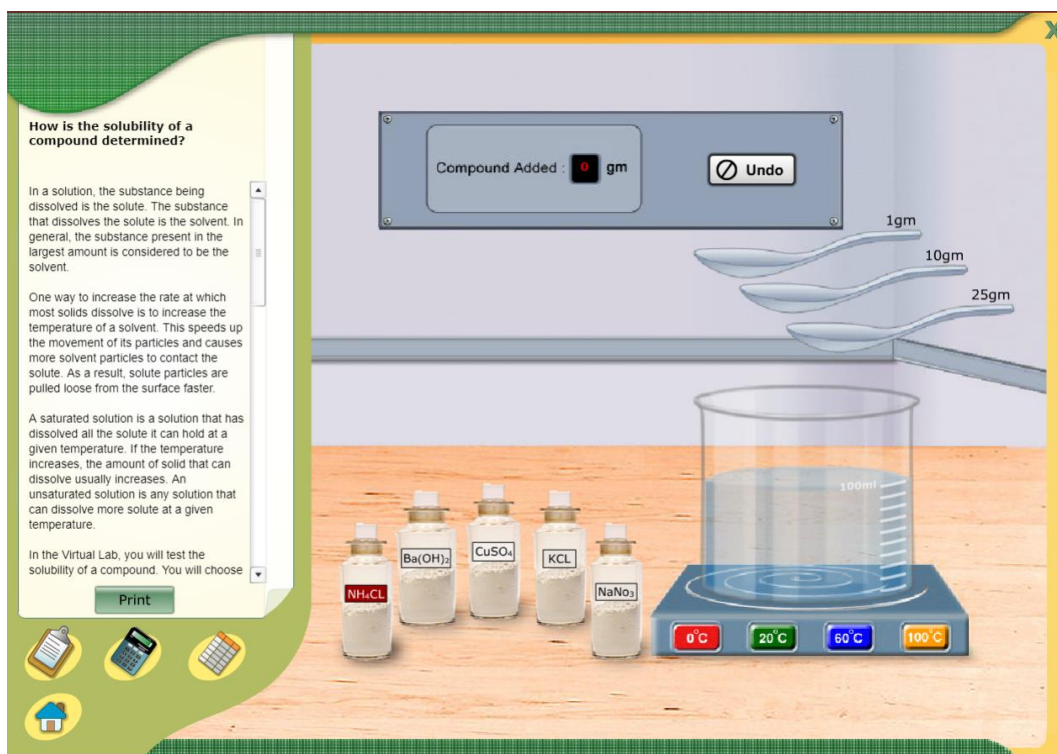 X
How is the solubility of a
compound determined?
In a solution, the substance being
dissolved is the solute. The substance
that dissolves the solute is the solvent. In
general, the substance present in the
largest amount is considered to be the
solvent.
One way to increase the rate at which
most solids dissolve is to increase the
temperature of a solvent. This speeds up
the movement of its particles and causes
more solvent particles to contact the
solute. As a result, solute particles are
pulled loose from the surface faster.
A saturated solution is a solution that has
dissolved all the solute it can hold at a
given temperature. If the temperature
increases, the amount of solid that can
dissolve usually increases. An
unsaturated solution is any solution that
can dissolve more solute at a given
temperature.
In the Virtual Lab, you will test the
solubility of a compound. You will choose
Print
Compound Added : 0 gm
Undo
1gm
10gm
25gm
100ml
NH₄CL
Ba(OH)₂
CuSO₄
KCL
NaNo₃
0°C
20°C
60°C
100°C